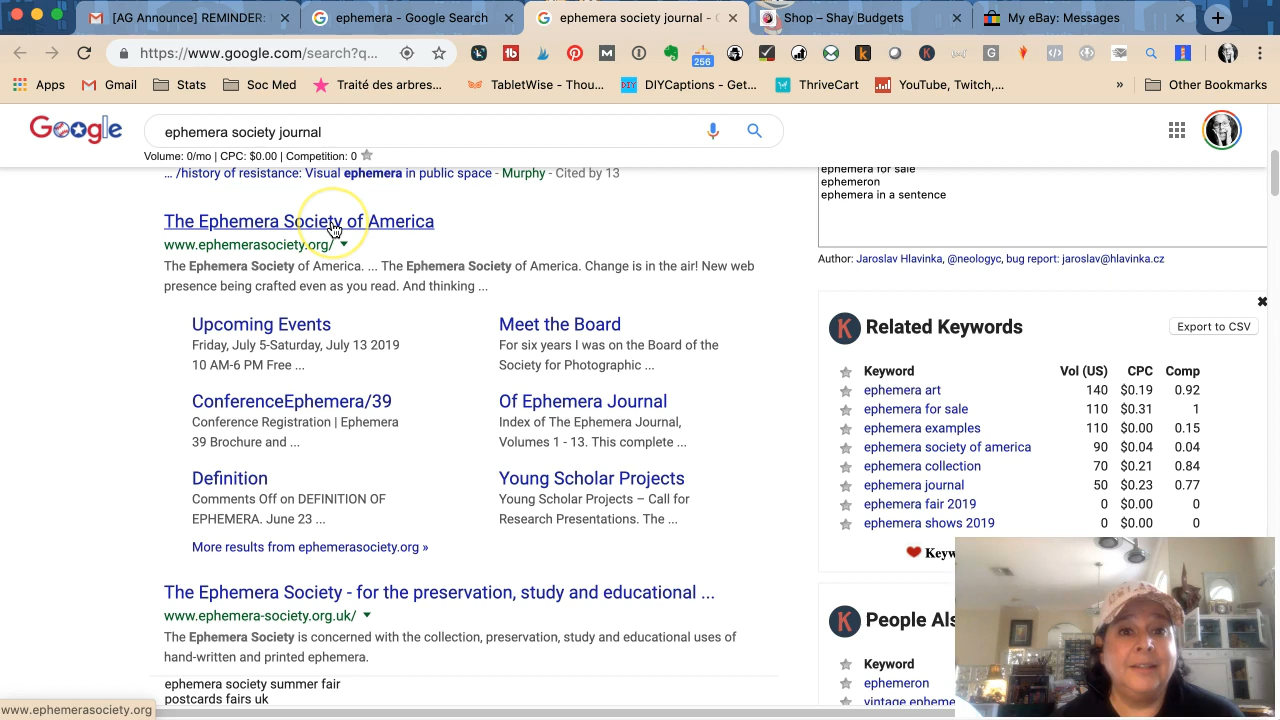 [AG Announce] REMINDER:
ephemera - Google Search
ephemera society journal -
Shop – Shay Budgets
My eBay: Messages
https://www.google.com/search?q...
256
Apps
Gmail
Stats
Soc Med
Traité des arbres...
TabletWise - Thou...
DIYCaptions - Get...
ThriveCart
YouTube, Twitch,...
»
Other Bookmarks
Google
ephemera society journal
Volume: 0/mo | CPC: $0.00 | Competition: 0
... /history of resistance: Visual ephemera in public space - Murphy - Cited by 13
The Ephemera Society of America
www.ephemerasociety.org/
The Ephemera Society of America. ... The Ephemera Society of America. Change is in the air! New web
presence being crafted even as you read. And thinking ...
Upcoming Events
Friday, July 5-Saturday, July 13 2019
10 AM-6 PM Free ...
Meet the Board
For six years I was on the Board of the
Society for Photographic ...
ConferenceEphemera/39
Conference Registration | Ephemera
39 Brochure and ...
Of Ephemera Journal
Index of The Ephemera Journal,
Volumes 1 - 13. This complete ...
Definition
Comments Off on DEFINITION OF
EPHEMERA. June 23 ...
Young Scholar Projects
Young Scholar Projects – Call for
Research Presentations. The ...
More results from ephemerasociety.org »
The Ephemera Society - for the preservation, study and educational ...
www.ephemera-society.org.uk/
The Ephemera Society is concerned with the collection, preservation, study and educational uses of
hand-written and printed ephemera.
ephemera society summer fair
postcards fairs uk
www.ephemerasociety.org
ephemera for sale
ephemeron
ephemera in a sentence
Author: Jaroslav Hlavinka, @neologyc, bug report: jaroslav@hlavinka.cz
K Related Keywords
Export to CSV
Keyword Vol (US) CPC Comp
ephemera art 140 $0.19 0.92
ephemera for sale 110 $0.31 1
ephemera examples 110 $0.00 0.15
ephemera society of america 90 $0.04 0.04
ephemera collection 70 $0.21 0.84
ephemera journal 50 $0.23 0.77
ephemera fair 2019 0 $0.00 0
ephemera shows 2019 0 $0.00 0
Keyw
K People Als
Keyword
ephemeron
vintage epheme